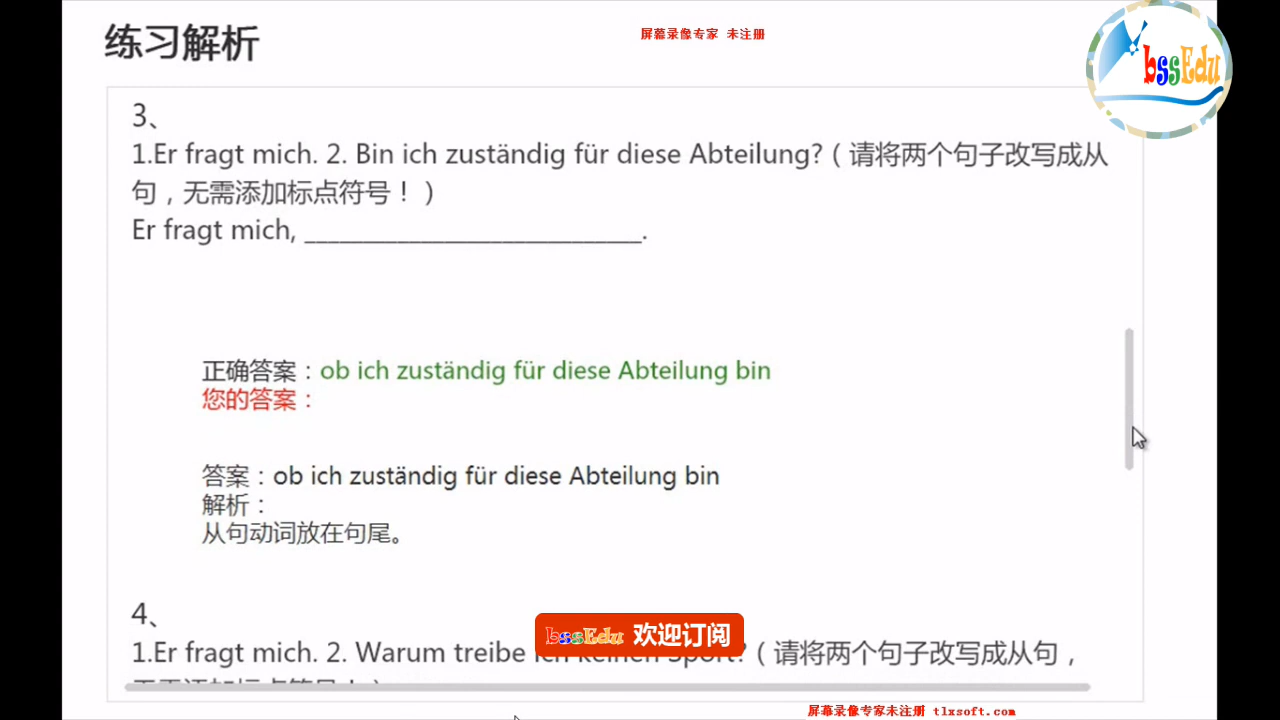 练习解析
屏幕录像专家 未注册
bssEdu
3、
1.Er fragt mich. 2. Bin ich zuständig für diese Abteilung?（请将两个句子改写成从
句，无需添加标点符号！）
Er fragt mich, ____________________________.
正确答案：ob ich zuständig für diese Abteilung bin
您的答案：
答案：ob ich zuständig für diese Abteilung bin
解析：
从句动词放在句尾。
4、
bssEdu 欢迎订阅
1.Er fragt mich. 2. Warum treibe ich keinen Sport?（请将两个句子改写成从句，
屏幕录像专家未注册 tlxsoft.com